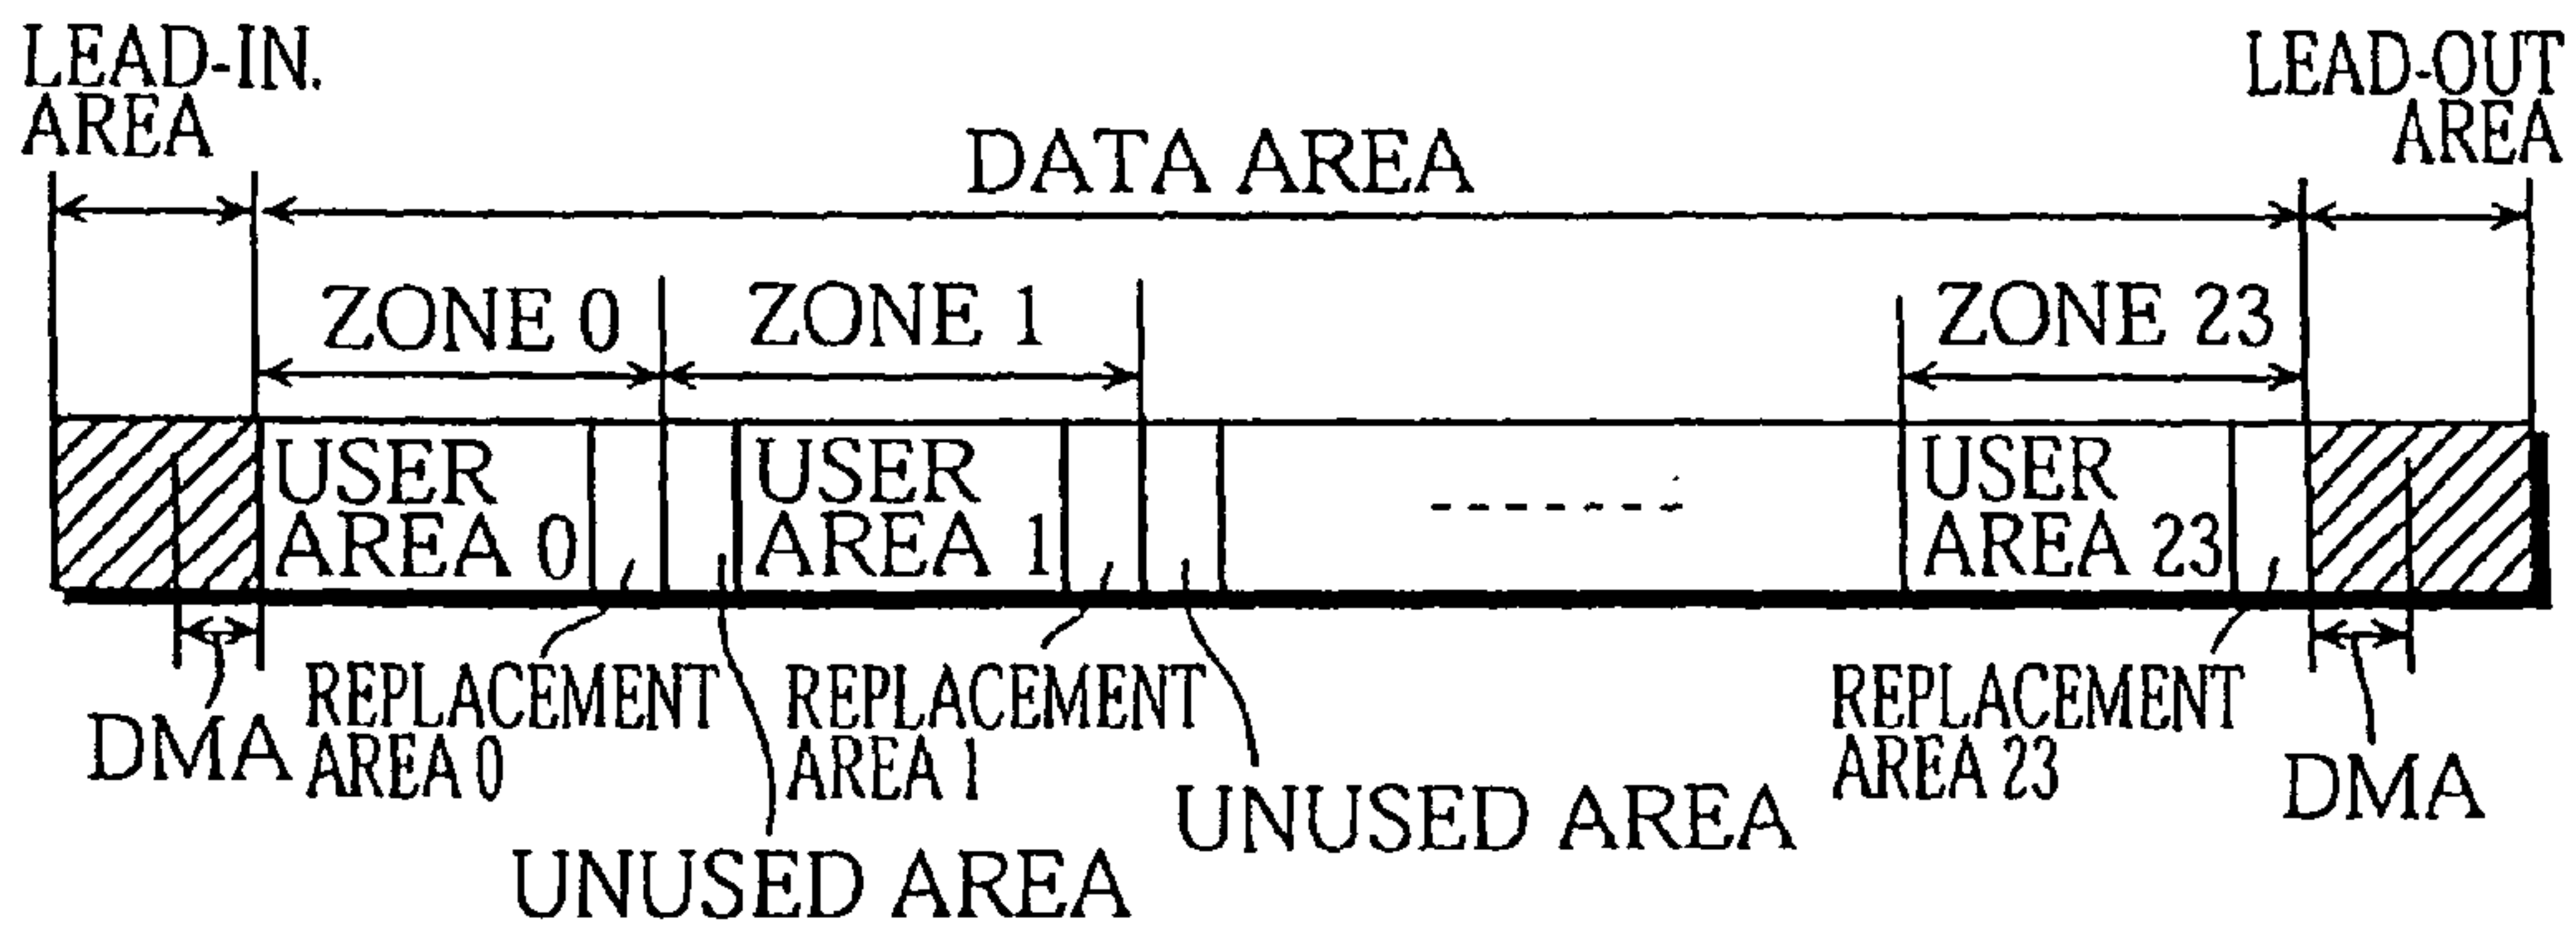 LEAD-IN.
AREA
LEAD-OUT
AREA
DATA AREA
ZONE 0
ZONE 1
ZONE 23
USER
AREA 0
USER
AREA 1
USER
AREA 23
DMA
REPLACEMENT
AREA 0
REPLACEMENT
AREA 1
REPLACEMENT
AREA 23
DMA
UNUSED AREA
UNUSED AREA